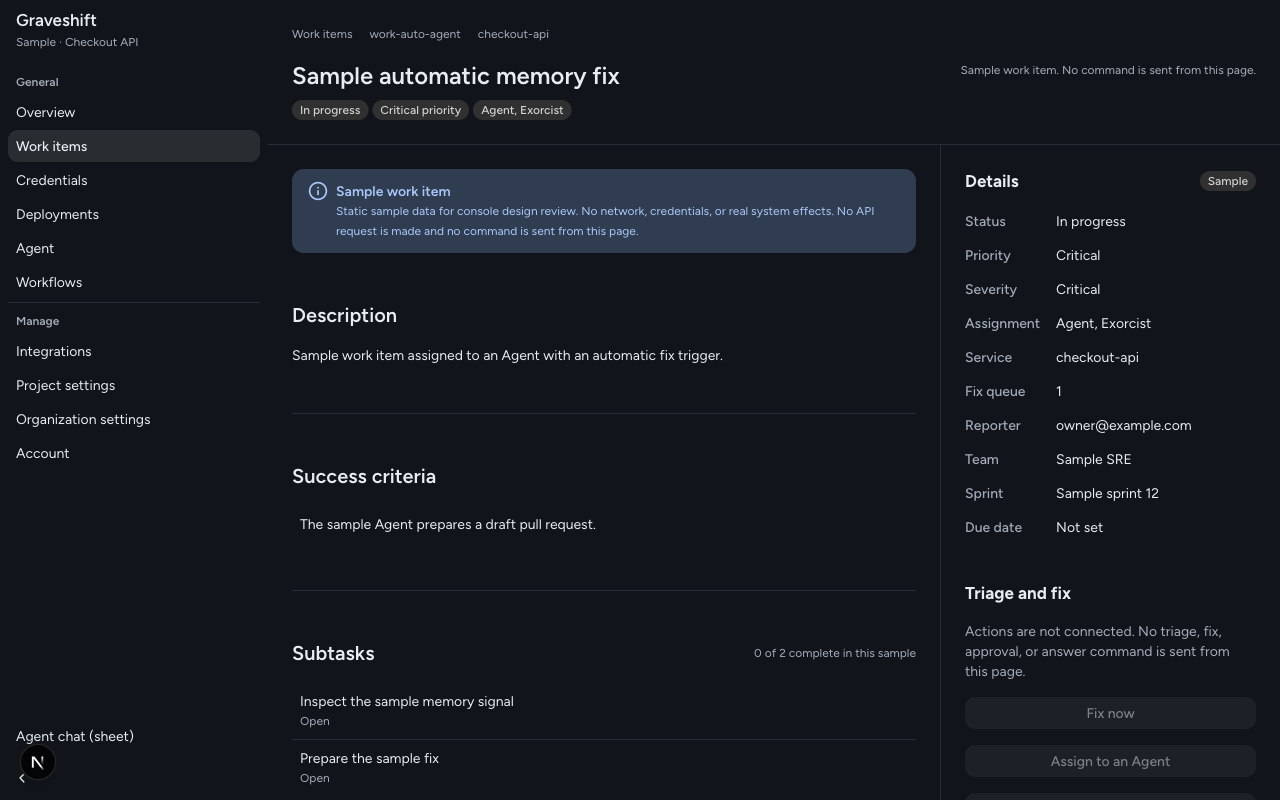 Graveshift
Sample · Checkout API
General
Overview
Work items
Credentials
Deployments
Agent
Workflows
Manage
Integrations
Project settings
Organization settings
Account
Agent chat (sheet)
N
Work items work-auto-agent checkout-api
Sample automatic memory fix
In progress Critical priority Agent, Exorcist
Sample work item. No command is sent from this page.
Sample work item
Static sample data for console design review. No network, credentials, or real system effects. No API
request is made and no command is sent from this page.
Description
Sample work item assigned to an Agent with an automatic fix trigger.
Success criteria
The sample Agent prepares a draft pull request.
Subtasks
0 of 2 complete in this sample
Inspect the sample memory signal
Open
Prepare the sample fix
Open
Details
Sample
Status In progress
Priority Critical
Severity Critical
Assignment Agent, Exorcist
Service checkout-api
Fix queue 1
Reporter owner@example.com
Team Sample SRE
Sprint Sample sprint 12
Due date Not set
Triage and fix
Actions are not connected. No triage, fix,
approval, or answer command is sent from
this page.
Fix now
Assign to an Agent